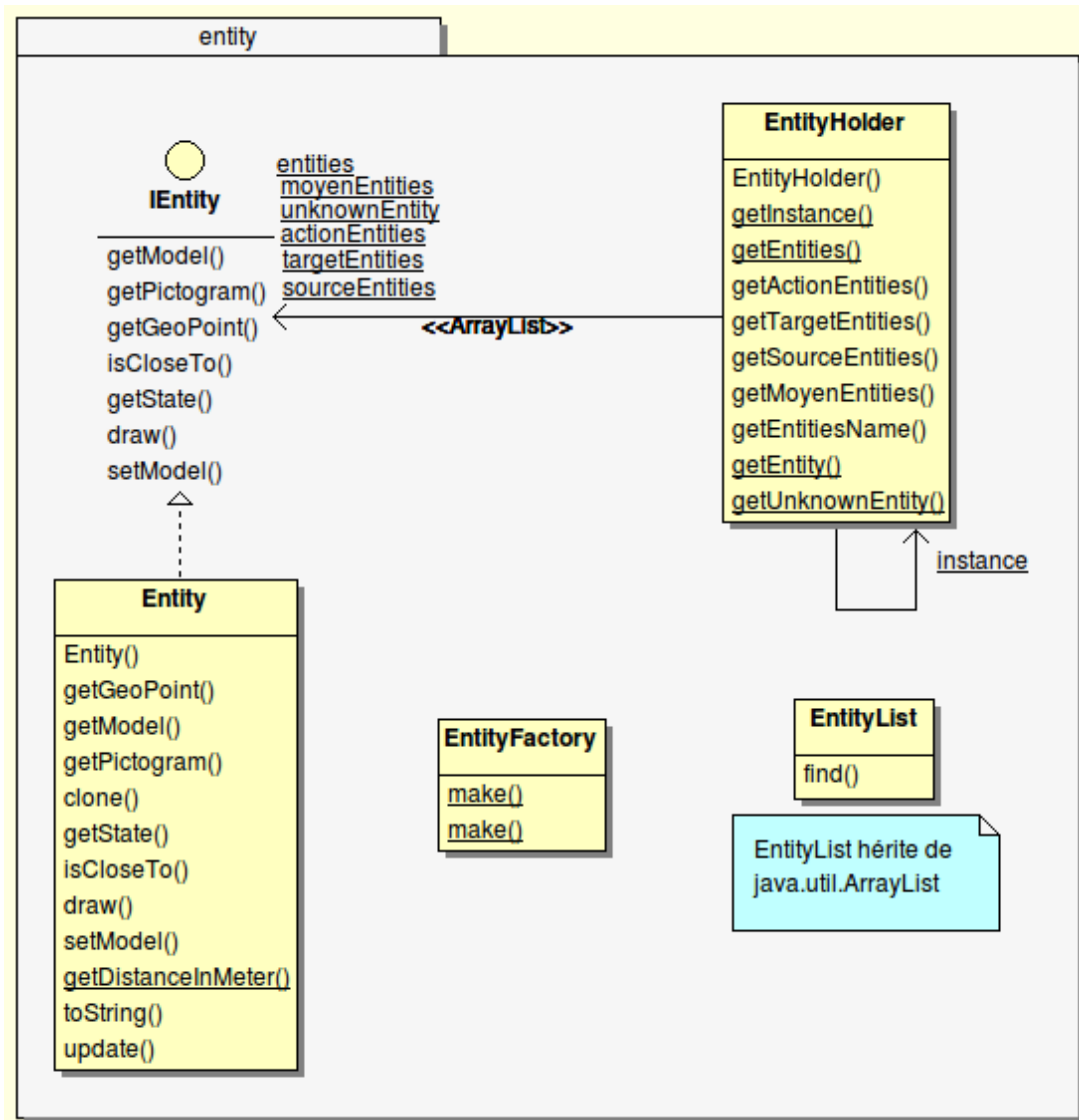 entity
IEntity
getModel()
getPictogram()
getGeoPoint()
isCloseTo()
getState()
draw()
setModel()
entities
moyenEntities
unknownEntity
actionEntities
targetEntities
sourceEntities
<<ArrayList>>
EntityHolder
EntityHolder()
getInstance()
getEntities()
getActionEntities()
getTargetEntities()
getSourceEntities()
getMoyenEntities()
getEntitiesName()
getEntity()
getUnknownEntity()
instance
Entity
Entity()
getGeoPoint()
getModel()
getPictogram()
clone()
getState()
isCloseTo()
draw()
setModel()
getDistanceInMeter()
toString()
update()
EntityFactory
make()
make()
EntityList
find()
EntityList hérite de
java.util.ArrayList